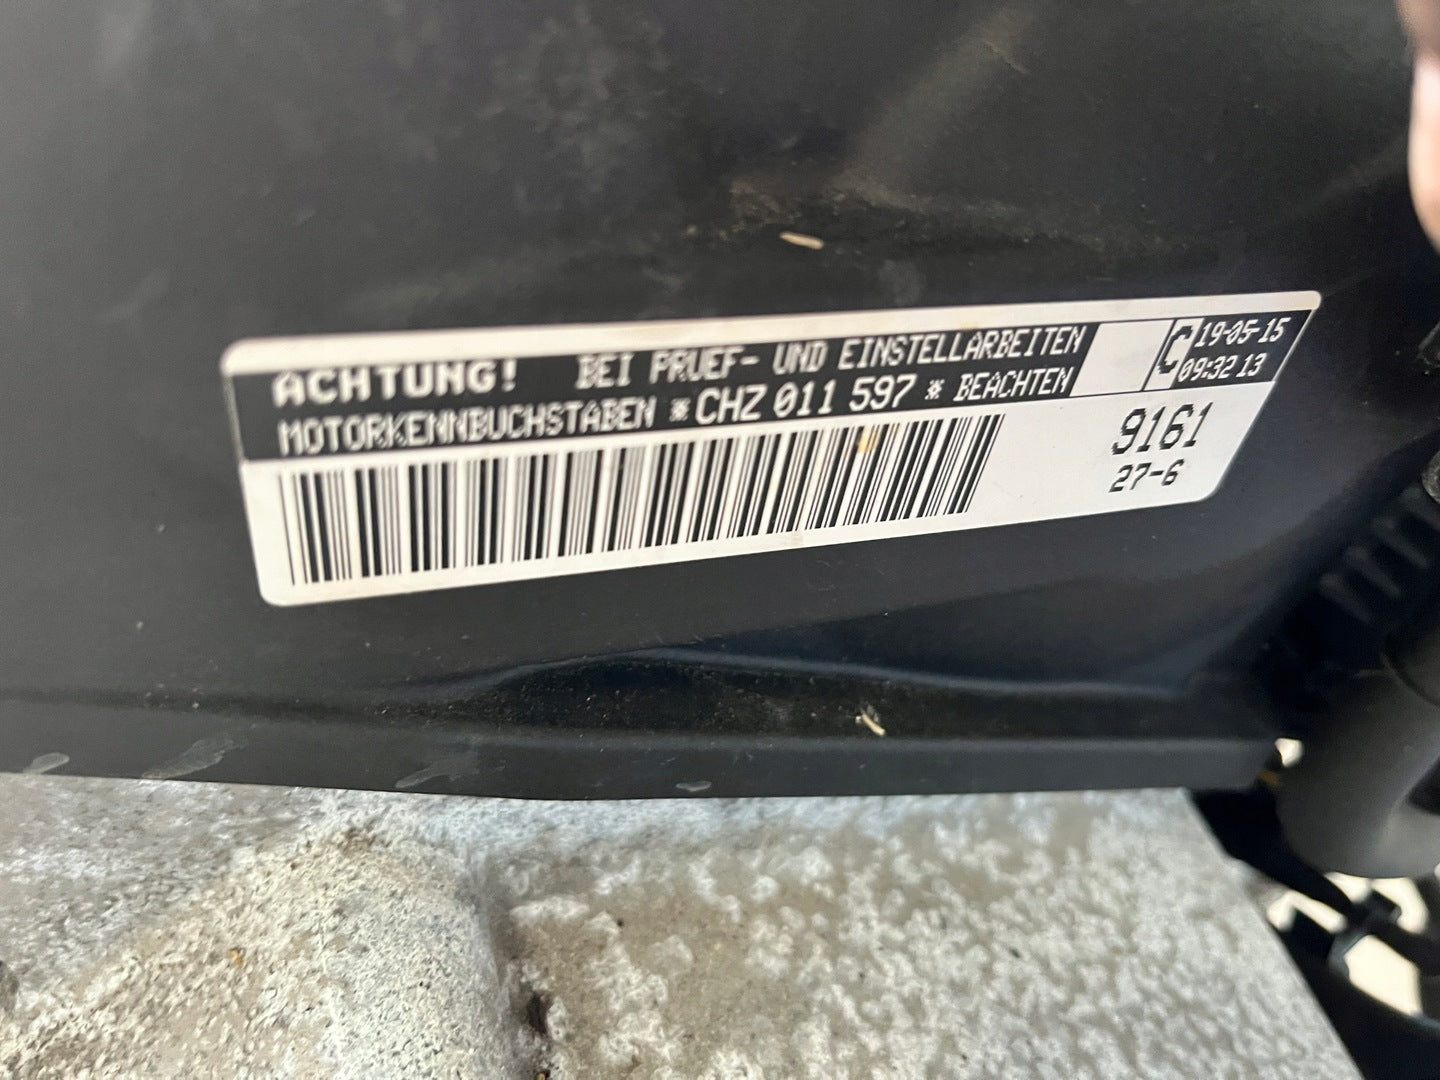 ACHTUNG! BEI PRUEF- UND EINSTELLARBEITEN
MOTORKENNBUCHSTABEN *CHZ 011 597* BEACHTEN
C 19-05-15
09:32 13
9161
27-6